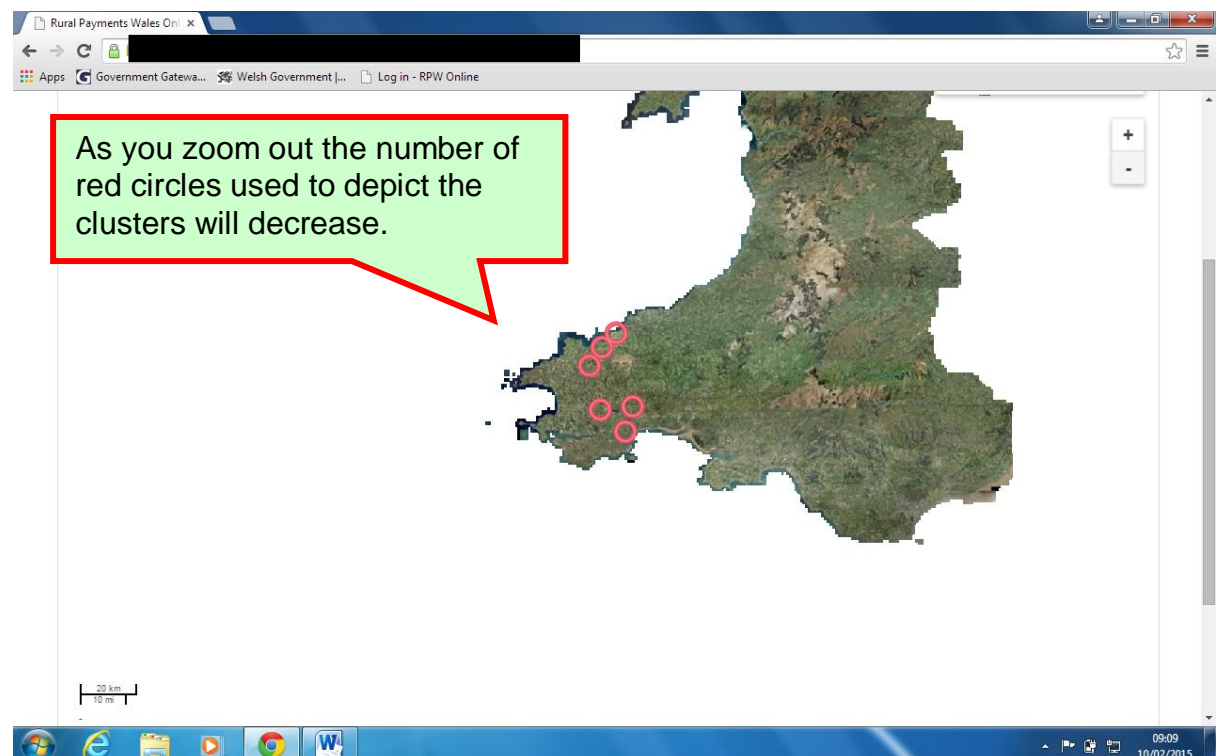 Rural Payments Wales Onl
Apps Government Gatewa... Welsh Government |... Log in - RPW Online
As you zoom out the number of
red circles used to depict the
clusters will decrease.
+
-
20 km
10 mi
09:09
10/02/2015